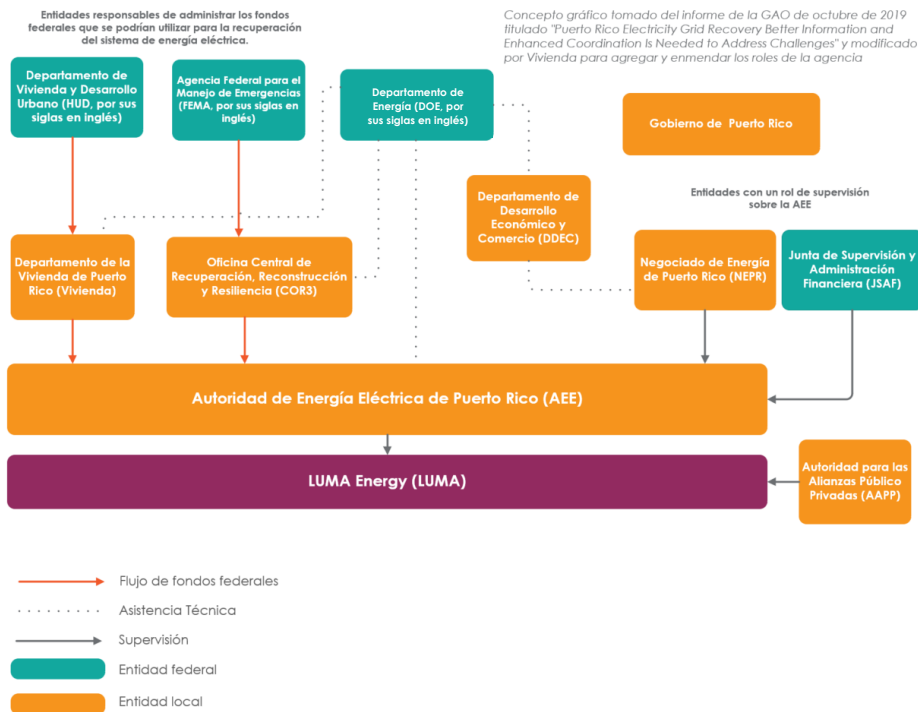 Entidades responsables de administrar los fondos
federales que se podrían utilizar para la recuperación
del sistema de energía eléctrica.
Concepto gráfico tomado del informe de la GAO de octubre de 2019
titulado "Puerto Rico Electricity Grid Recovery Better Information and
Enhanced Coordination Is Needed to Address Challenges" y modificado
por Vivienda para agregar y enmendar los roles de la agencia
Departamento de
Vivienda y Desarrollo
Urbano (HUD, por sus
siglas en inglés)
Agencia Federal para el
Manejo de Emergencias
(FEMA, por sus siglas en
inglés)
Departamento de
Energía (DOE, por
sus siglas en inglés)
Gobierno de Puerto Rico
Departamento de
Desarrollo
Económico y
Comercio (DDEC)
Entidades con un rol de supervisión
sobre la AEE
Departamento de la
Vivienda de Puerto
Rico (Vivienda)
Oficina Central de
Recuperación, Reconstrucción
y Resiliencia (COR3)
Negociado de Energía
de Puerto Rico (NEPR)
Junta de Supervisión y
Administración
Financiera (JSAF)
Autoridad de Energía Eléctrica de Puerto Rico (AEE)
LUMA Energy (LUMA)
Autoridad para las
Alianzas Público
Privadas (AAPP)
Flujo de fondos federales
Asistencia Técnica
Supervisión
Entidad federal
Entidad local